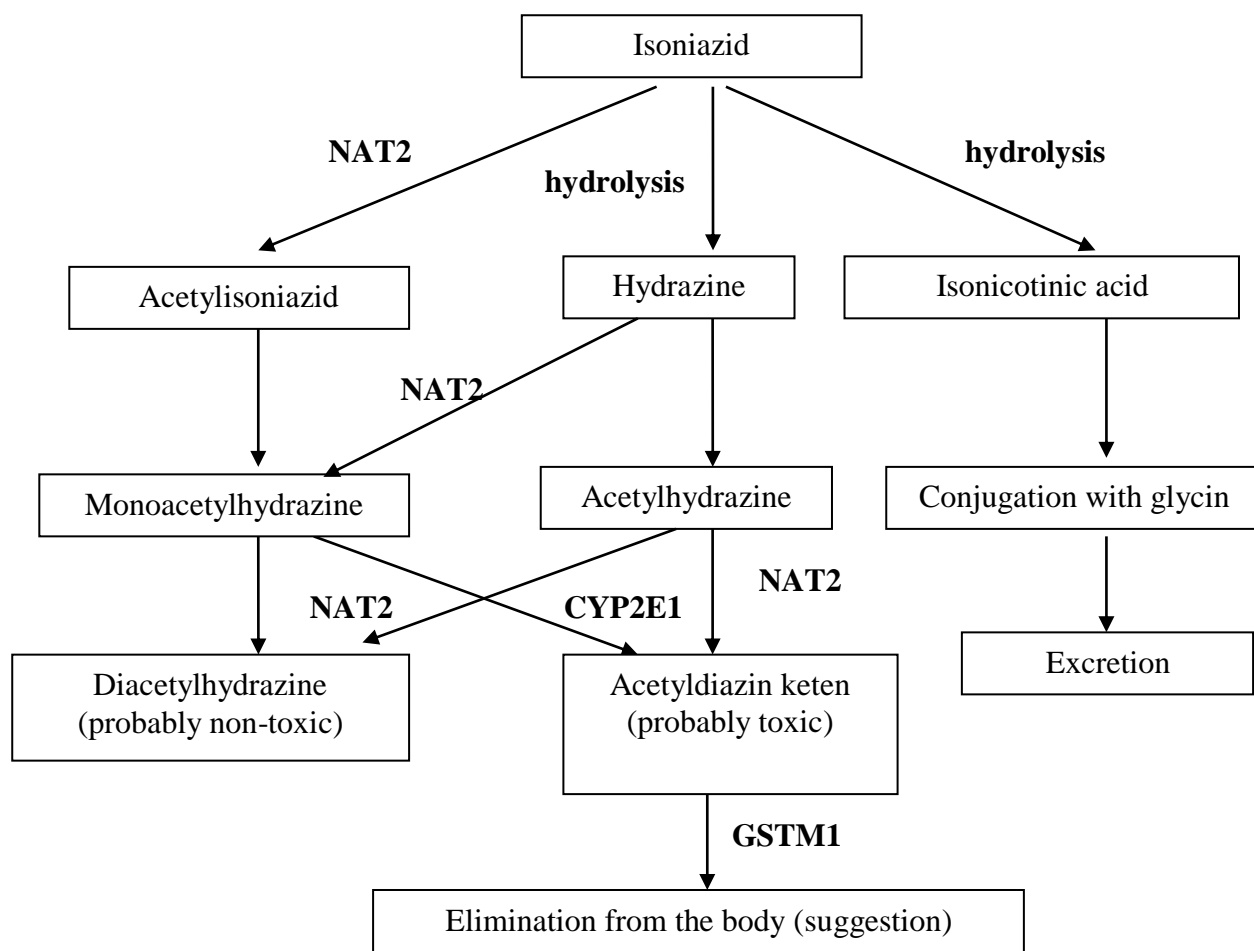 Isoniazid
NAT2
hydrolysis
hydrolysis
Acetylisoniazid
Hydrazine
Isonicotinic acid
NAT2
Monoacetylhydrazine
Acetylhydrazine
Conjugation with glycin
NAT2
CYP2E1
NAT2
Diacetylhydrazine
(probably non-toxic)
Acetyldiazin keten
(probably toxic)
Excretion
GSTM1
Elimination from the body (suggestion)